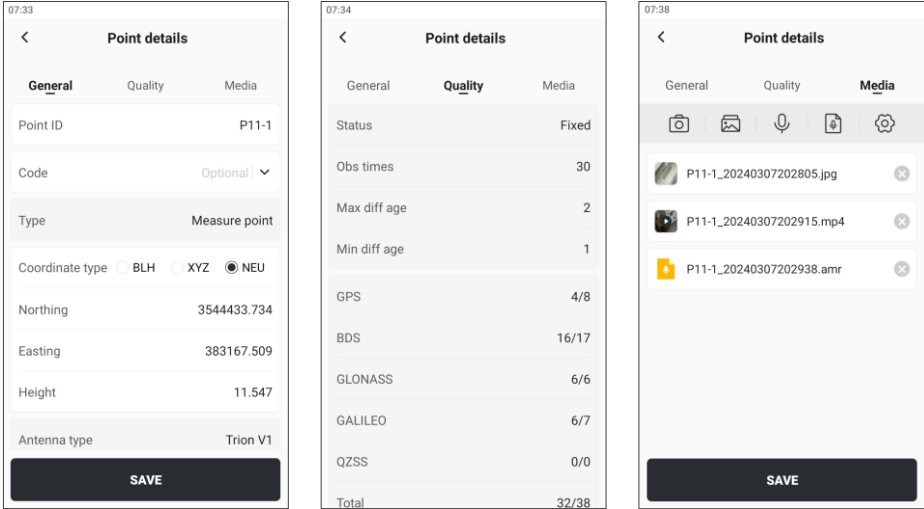 07:33
Point details
General Quality Media
Point ID P11-1
Code Optional
Type Measure point
Coordinate type BLH XYZ NEU
Northing 3544433.734
Easting 383167.509
Height 11.547
Antenna type Trion V1
SAVE
07:34
Point details
General Quality Media
Status Fixed
Obs times 30
Max diff age 2
Min diff age 1
GPS 4/8
BDS 16/17
GLONASS 6/6
GALILEO 6/7
QZSS 0/0
Total 32/38
07:38
Point details
General Quality Media
P11-1_20240307202805.jpg
P11-1_20240307202915.mp4
P11-1_20240307202938.amr
SAVE